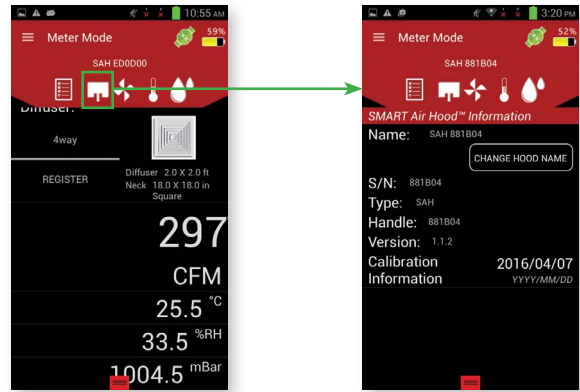 10:55 AM
Meter Mode
59%
SAH ED0D00
Diffuser:
4way
REGISTER
Diffuser 2.0 X 2.0 ft
Neck 18.0 X 18.0 in
Square
297
CFM
25.5 °C
33.5 %RH
1004.5 mBar
3:20 PM
Meter Mode
52%
SAH 881B04
SMART Air Hood™ Information
Name: SAH 881B04
CHANGE HOOD NAME
S/N: 881B04
Type: SAH
Handle: 881B04
Version: 1.1.2
Calibration
Information
2016/04/07
YYYY/MM/DD